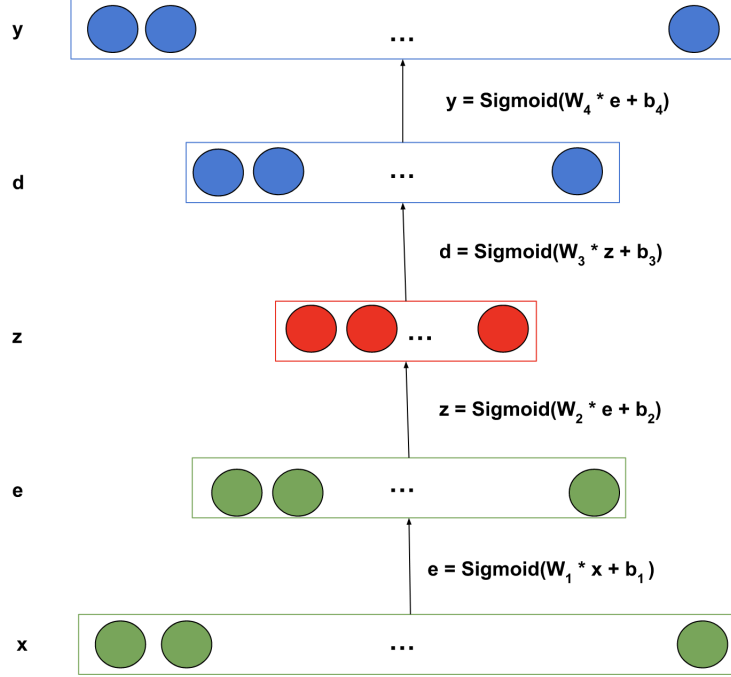 y
...
y = Sigmoid(W₄ * e + b₄)
d
...
d = Sigmoid(W₃ * z + b₃)
z
...
z = Sigmoid(W₂ * e + b₂)
e
...
e = Sigmoid(W₁ * x + b₁ )
x
...